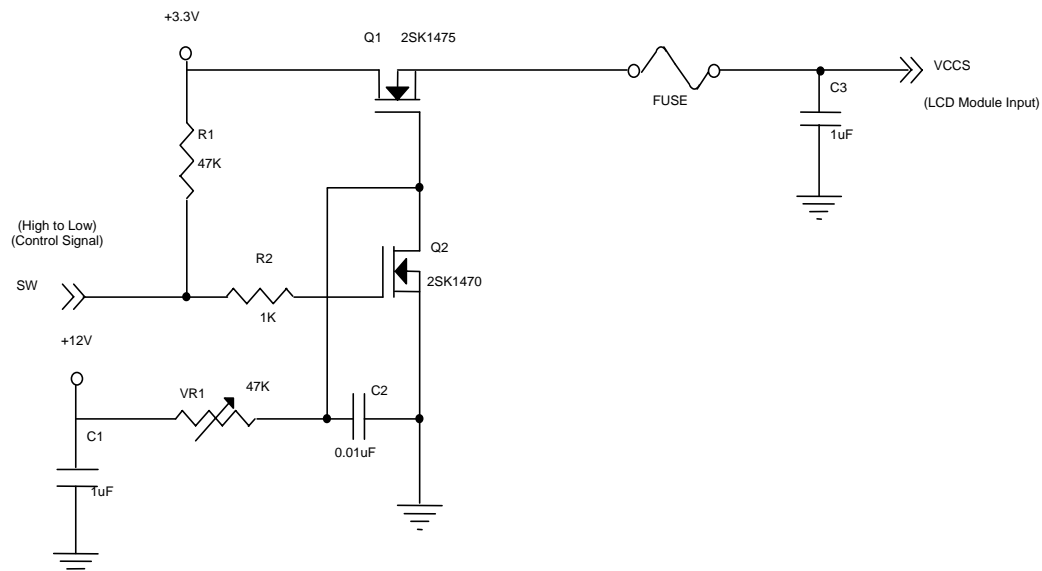 +3.3V
Q1 2SK1475
VCCS
FUSE
C3
(LCD Module Input)
1uF
R1
47K
(High to Low)
(Control Signal)
Q2
R2
2SK1470
SW
1K
+12V
VR1
47K
C2
C1
0.01uF
1uF